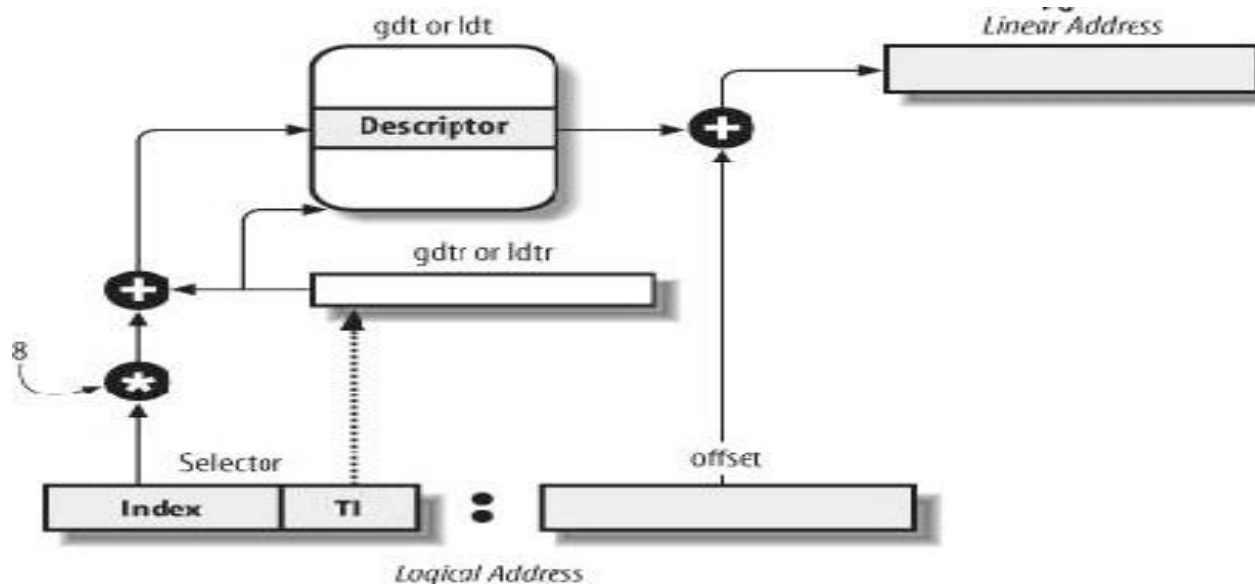 gdt or ldt
Linear Address
Descriptor
gdtr or ldtr
8
Selector
offset
Index
TI
:
Logical Address